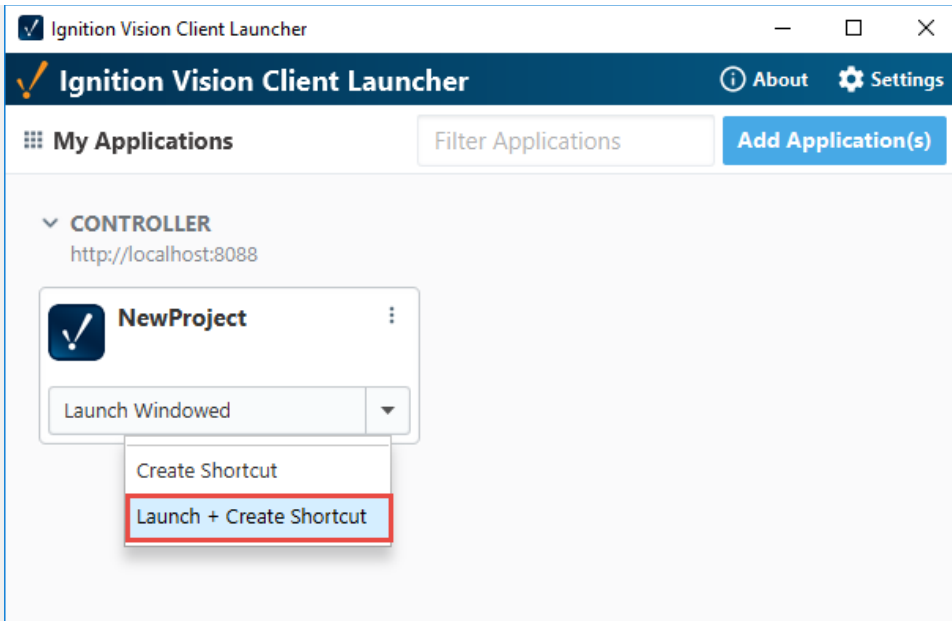 Ignition Vision Client Launcher
Ignition Vision Client Launcher
About
Settings
My Applications
Filter Applications
Add Application(s)
CONTROLLER
http://localhost:8088
NewProject
Launch Windowed
Create Shortcut
Launch + Create Shortcut